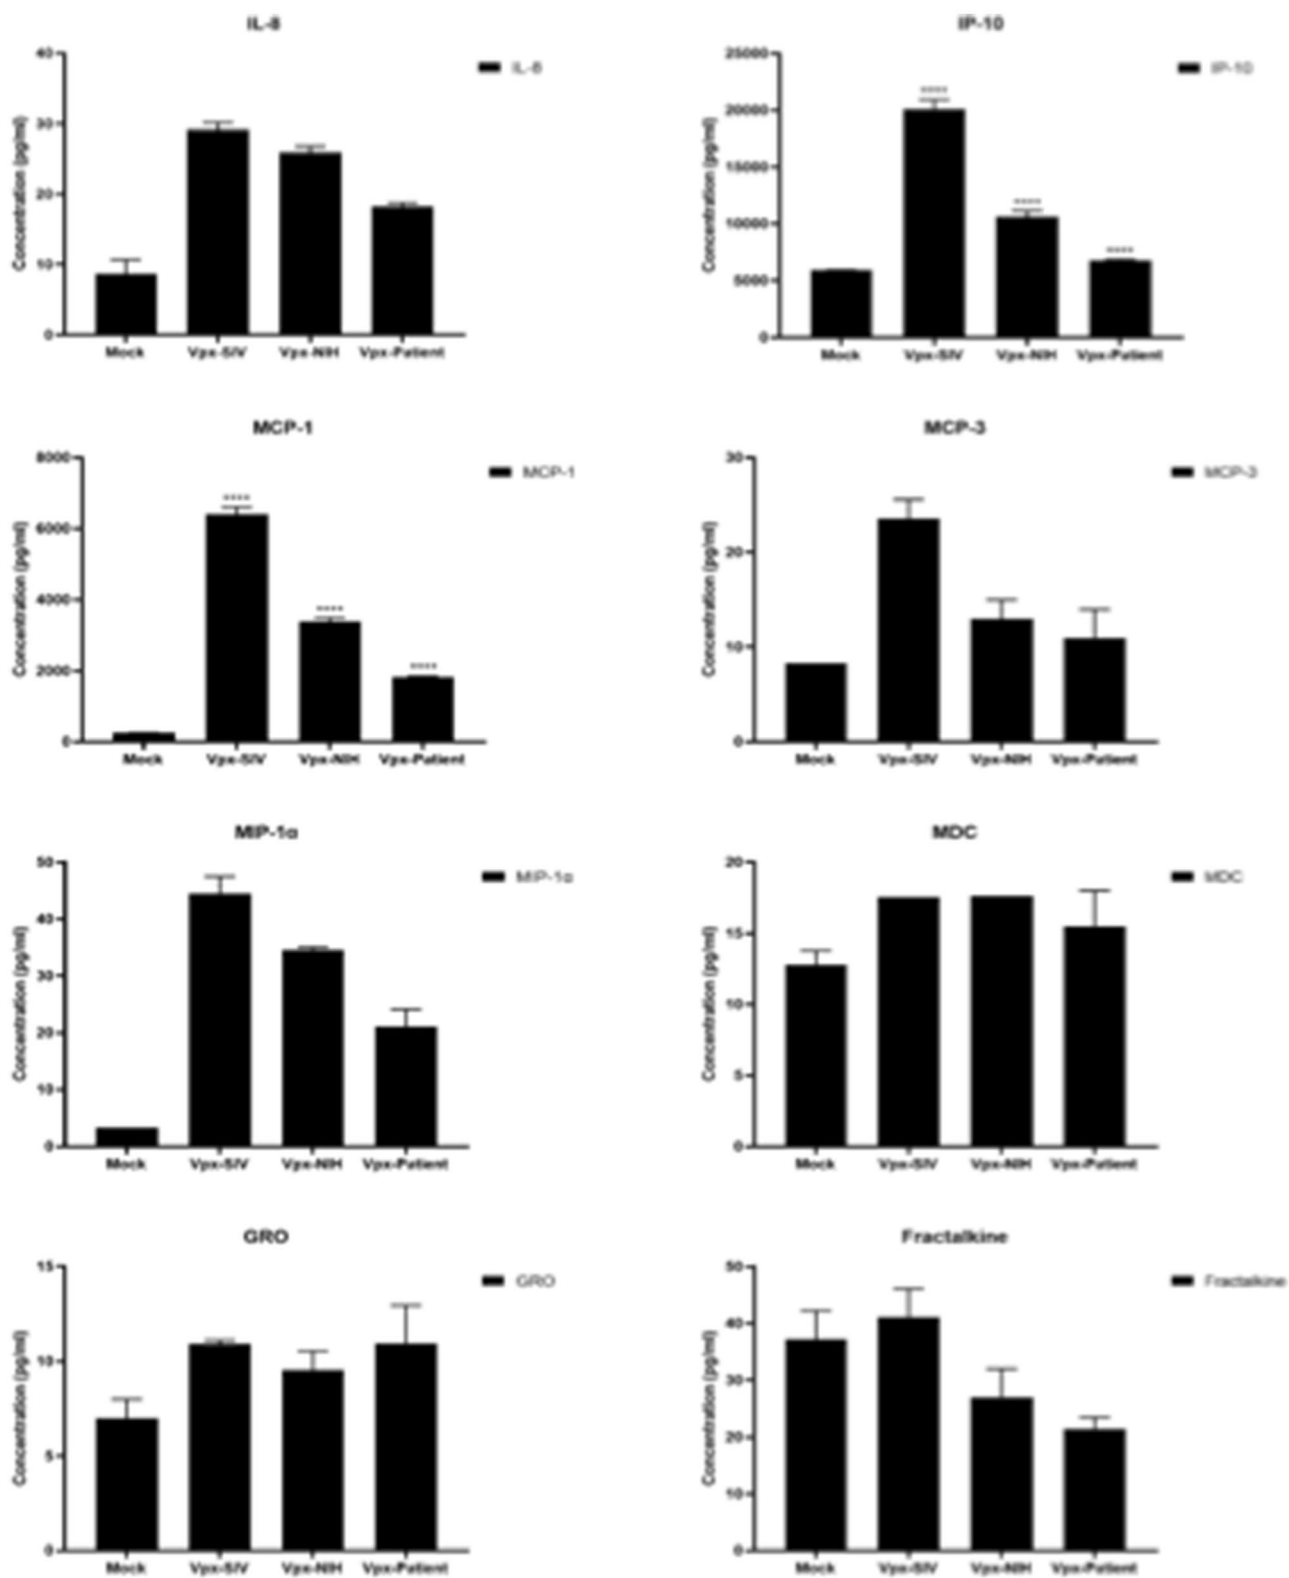 IL-8
IL-8
Concentration (pg/ml)
40
30
20
10
0
Mock Vpx-SIV Vpx-NIH Vpx-Patient
IP-10
IP-10
Concentration (pg/ml)
25000
20000
15000
10000
5000
0
****
****
****
Mock Vpx-SIV Vpx-NIH Vpx-Patient
MCP-1
MCP-1
Concentration (pg/ml)
8000
6000
4000
2000
0
****
****
****
Mock Vpx-SIV Vpx-NIH Vpx-Patient
MCP-3
MCP-3
Concentration (pg/ml)
30
20
10
0
Mock Vpx-SIV Vpx-NIH Vpx-Patient
MIP-1α
MIP-1α
Concentration (pg/ml)
50
40
30
20
10
0
Mock Vpx-SIV Vpx-NIH Vpx-Patient
MDC
MDC
Concentration (pg/ml)
20
15
10
5
0
Mock Vpx-SIV Vpx-NIH Vpx-Patient
GRO
GRO
Concentration (pg/ml)
15
10
5
0
Mock Vpx-SIV Vpx-NIH Vpx-Patient
Fractalkine
Fractalkine
Concentration (pg/ml)
50
40
30
20
10
0
Mock Vpx-SIV Vpx-NIH Vpx-Patient